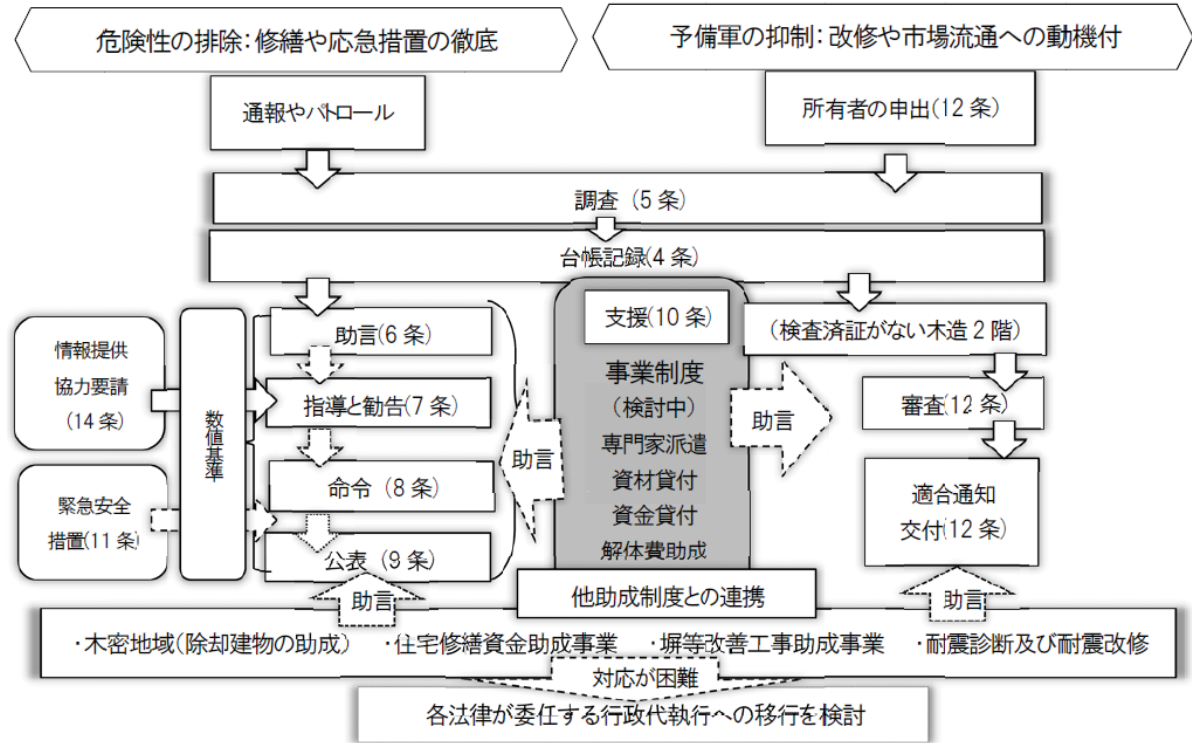 危険性の排除：修繕や応急措置の徹底
予備軍の抑制：改修や市場流通への動機付
通報やパトロール
所有者の申出(12条)
調査（5条）
台帳記録(4条)
助言(6条)
支援(10条)
（検査済証がない木造2階）
情報提供
協力要請
(14条)
数値基準
指導と勧告(7条)
事業制度
（検討中）
専門家派遣
資材貸付
資金貸付
解体費助成
助言
助言
審査(12条)
緊急安全
措置(11条)
命令（8条）
公表（9条）
適合通知
交付(12条)
助言
他助成制度との連携
助言
・木密地域(除却建物の助成)
・住宅修繕資金助成事業
・塀等改善工事助成事業
・耐震診断及び耐震改修
対応が困難
各法律が委任する行政代執行への移行を検討